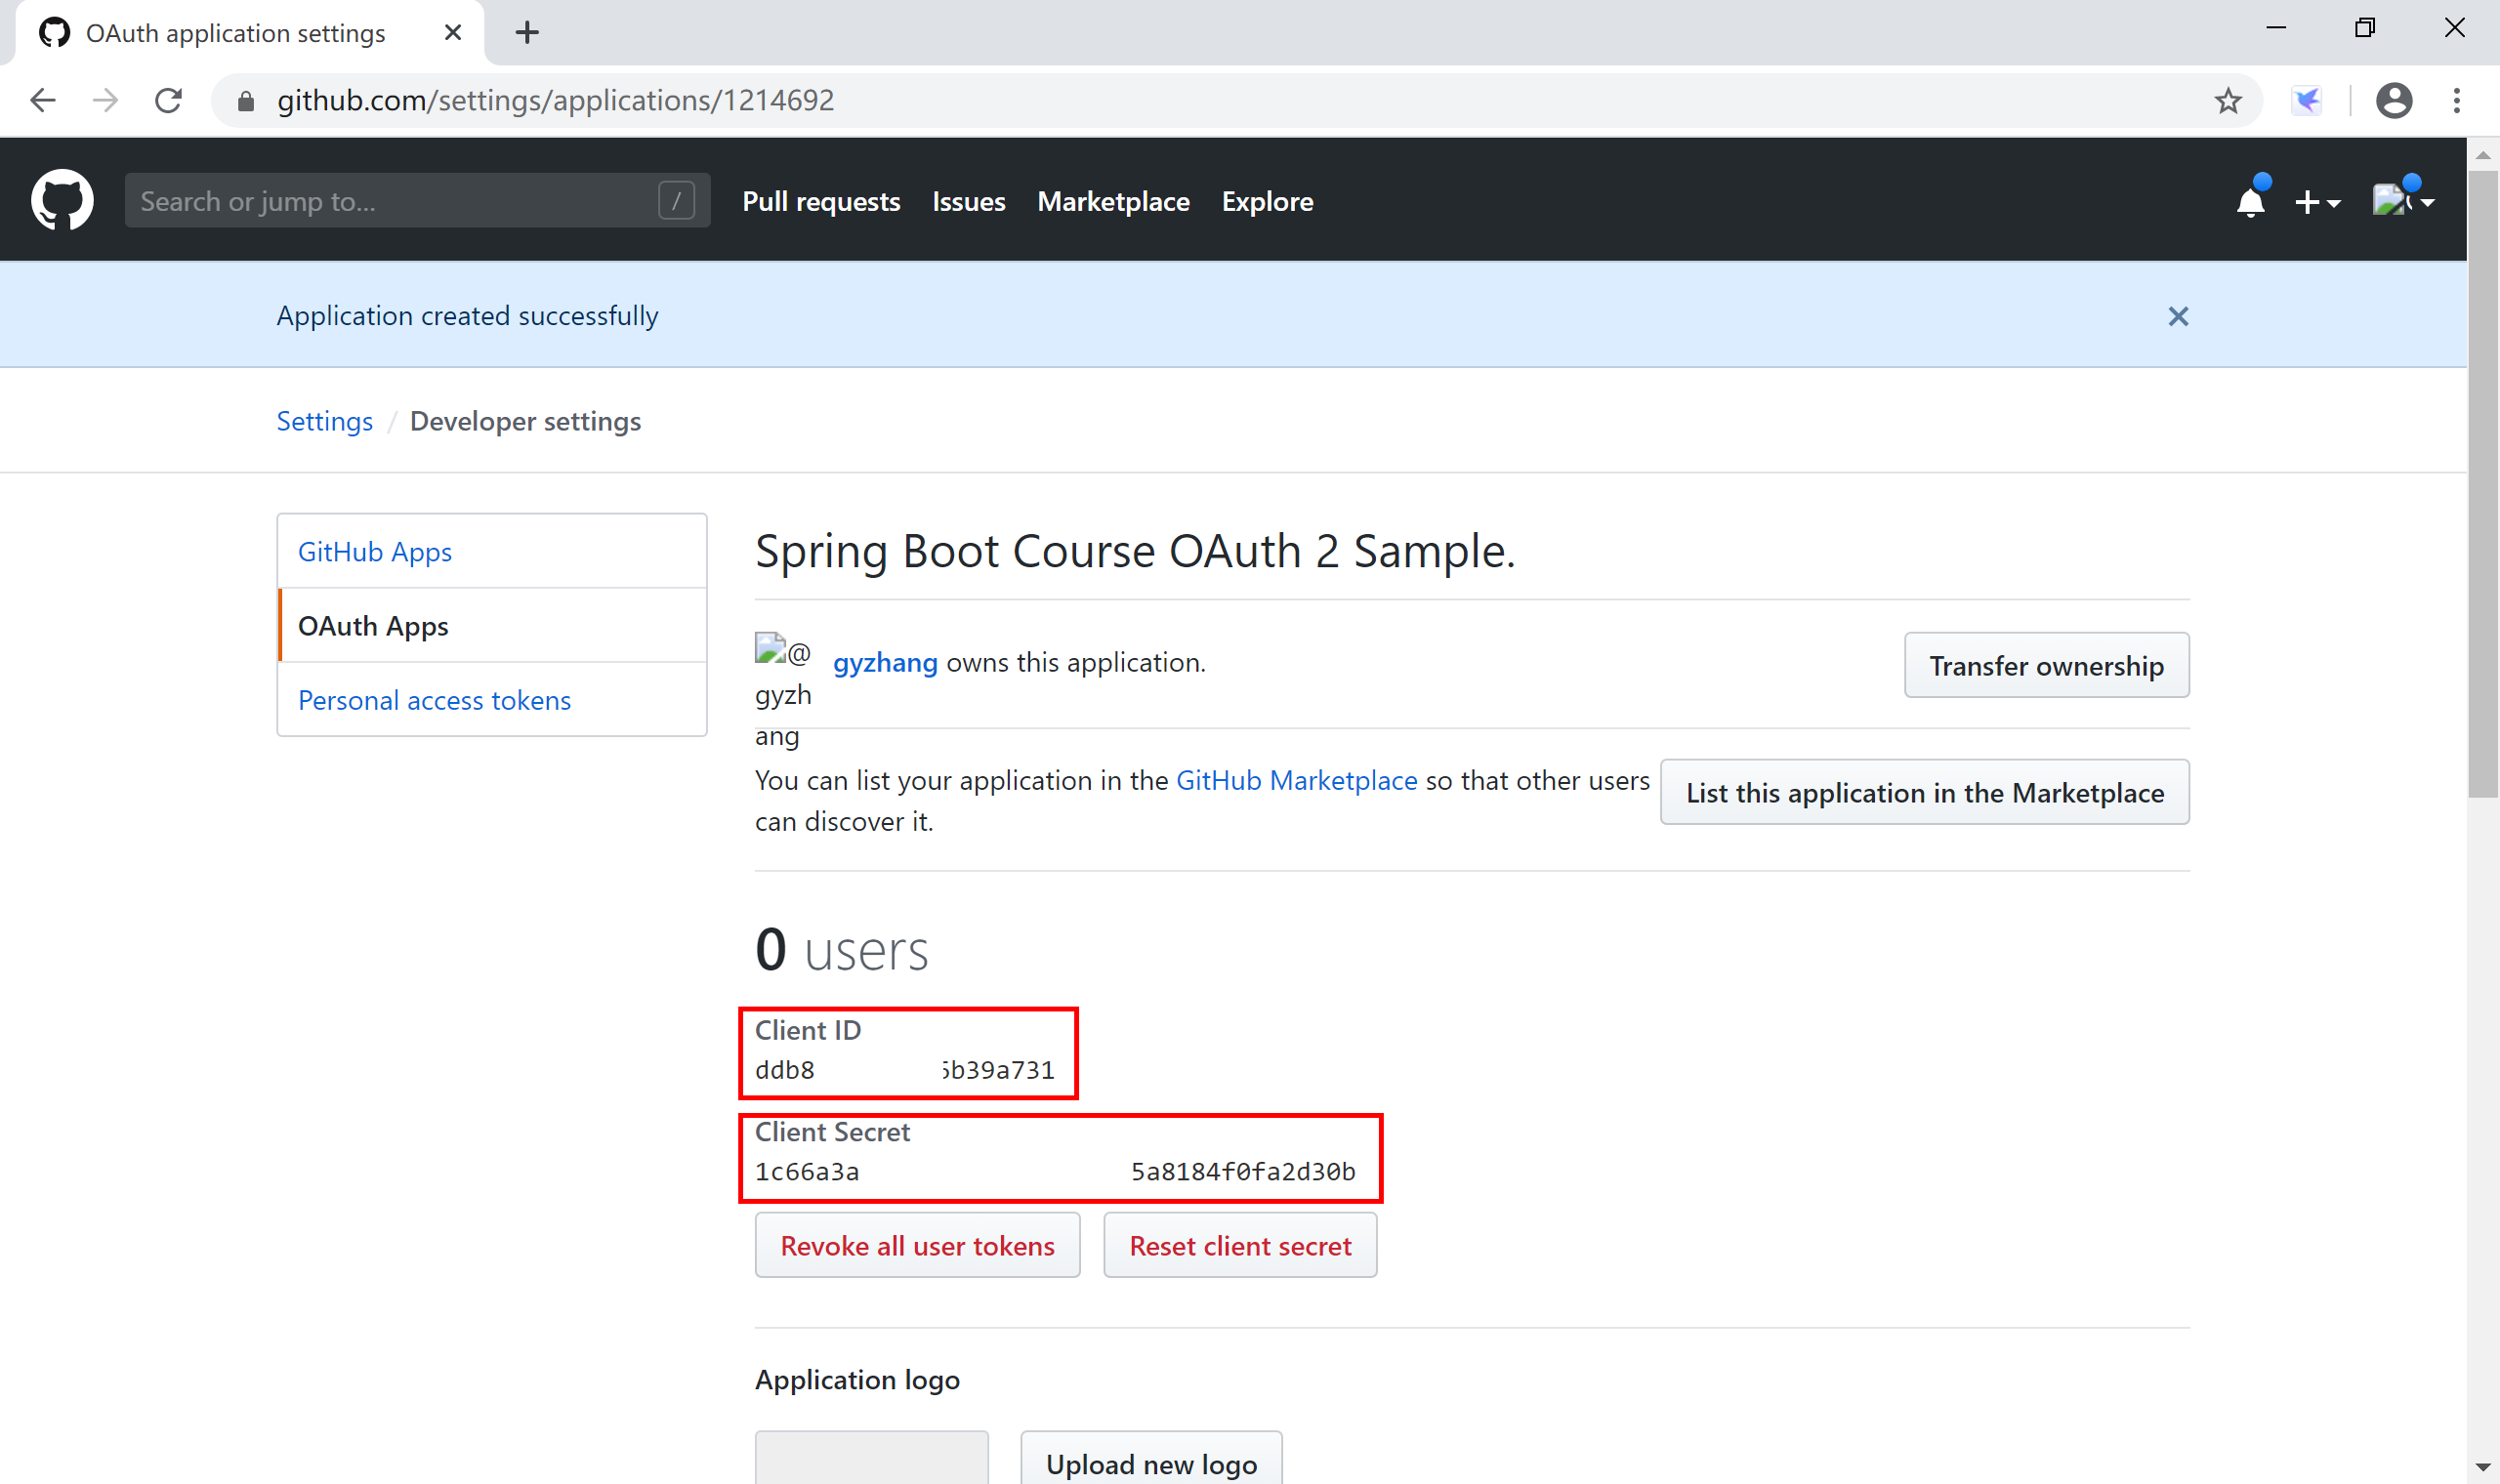 OAuth application settings
github.com/settings/applications/1214692
Search or jump to...
/
Pull requests
Issues
Marketplace
Explore
Application created successfully
Settings / Developer settings
GitHub Apps
OAuth Apps
Personal access tokens
Spring Boot Course OAuth 2 Sample.
@
gyzh
ang
gyzhang owns this application.
Transfer ownership
You can list your application in the GitHub Marketplace so that other users
can discover it.
List this application in the Marketplace
0 users
Client ID
ddb8 b39a731
Client Secret
1c66a3a 5a8184f0fa2d30b
Revoke all user tokens
Reset client secret
Application logo
Upload new logo